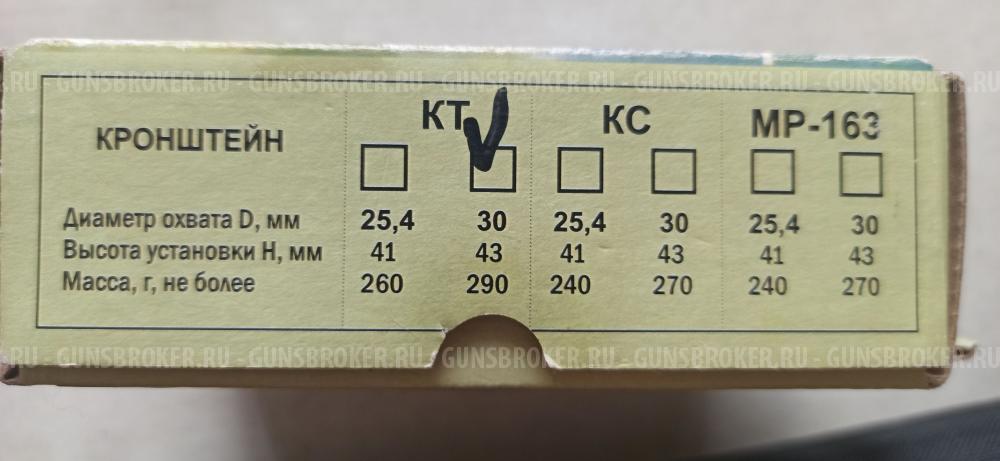 RU - GUNSBROKER.RU - GUNSBROKER.RU - GUNSBROKER.RU - GUNSBROKER.RU - GUNSBROKER.RU
КРОНШТЕЙН КТ КС МР-163
Диаметр охвата D, мм 25,4 30 25,4 30 25,4 30
Высота установки H, мм 41 43 41 43 41 43
Масса, г, не более 260 290 240 270 240 270
RU - GUNSBROKER.RU - GUNSBROKER.RU - GUNSBROKER.RU - GUNSBROKER.RU - GUNSBROKER.RU